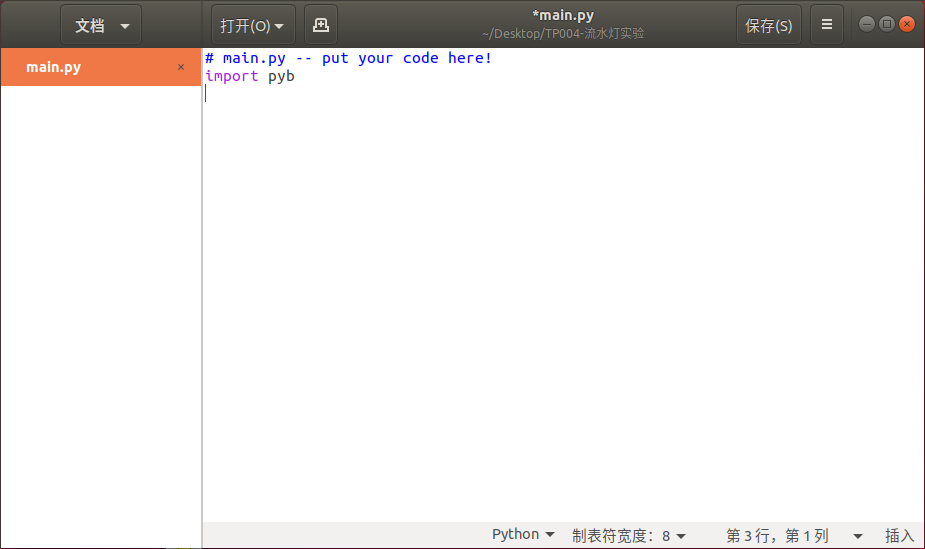 文档
打开(O)
*main.py
~/Desktop/TP004-流水灯实验
保存(S)
main.py
# main.py -- put your code here!
import pyb
Python
制表符宽度：8
第 3 行，第 1 列
插入